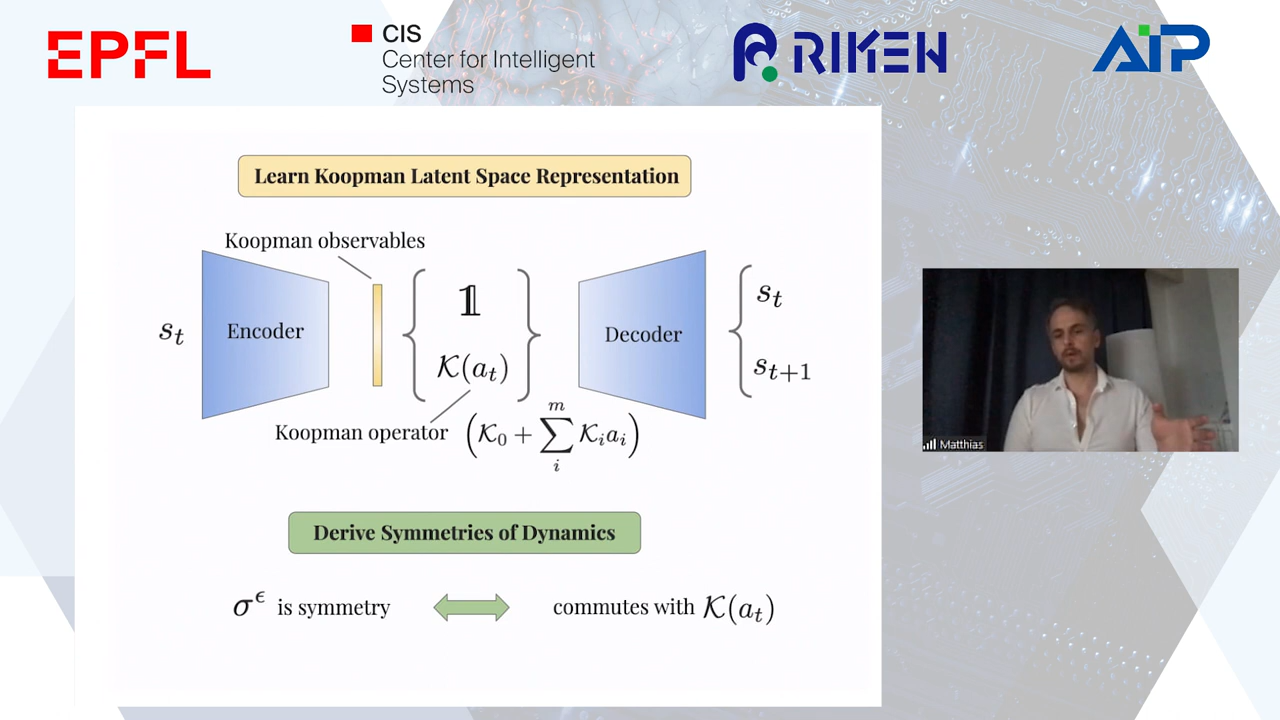 EPFL
CIS
Center for Intelligent
Systems
RIKEN
AIP
Learn Koopman Latent Space Representation
Koopman observables
s_t
Encoder
𝟙
𝒦(a_t)
Decoder
s_t
s_{t+1}
Koopman operator (𝒦_0 + ∑_i^m 𝒦_i a_i)
Derive Symmetries of Dynamics
σ^ϵ is symmetry
commutes with 𝒦(a_t)
Matthias